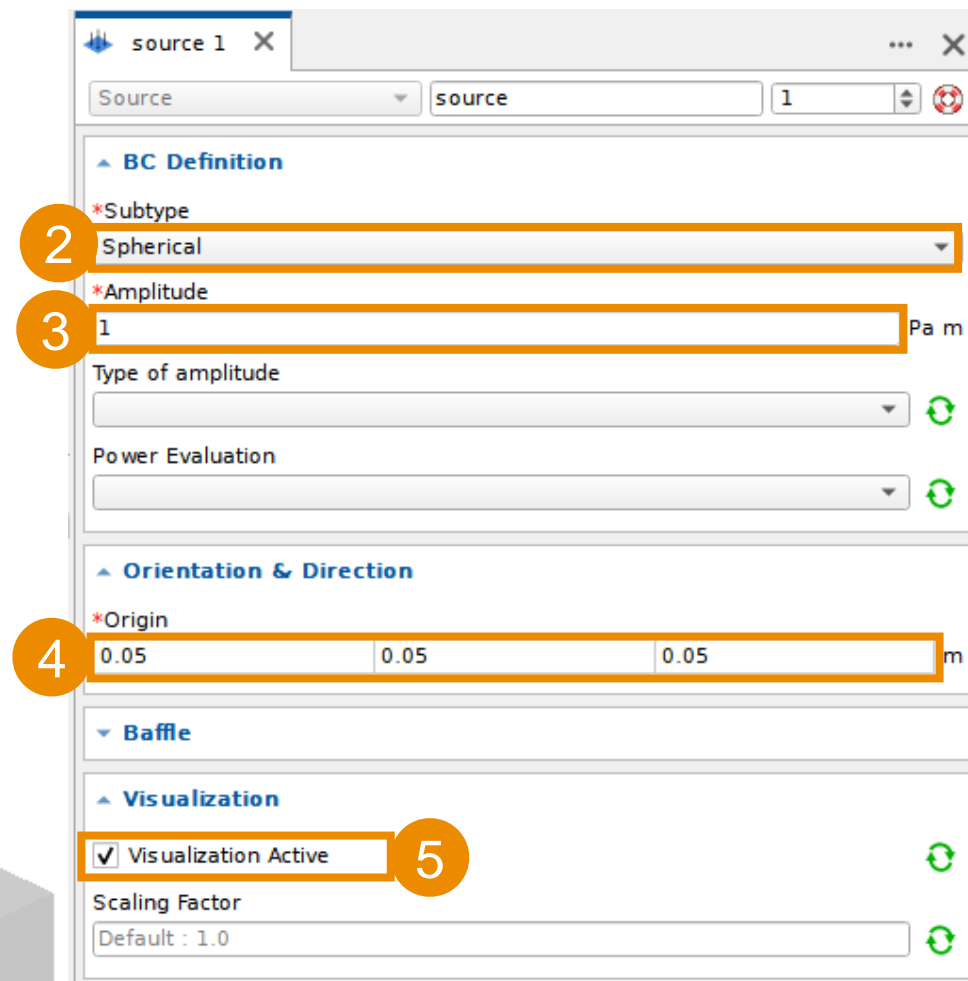 source 1
Source source 1
BC Definition
*Subtype
2 Spherical
*Amplitude
3 1 Pa m
Type of amplitude
Power Evaluation
Orientation & Direction
*Origin
4 0.05 0.05 0.05 m
Baffle
Visualization
Visualization Active 5
Scaling Factor
Default : 1.0